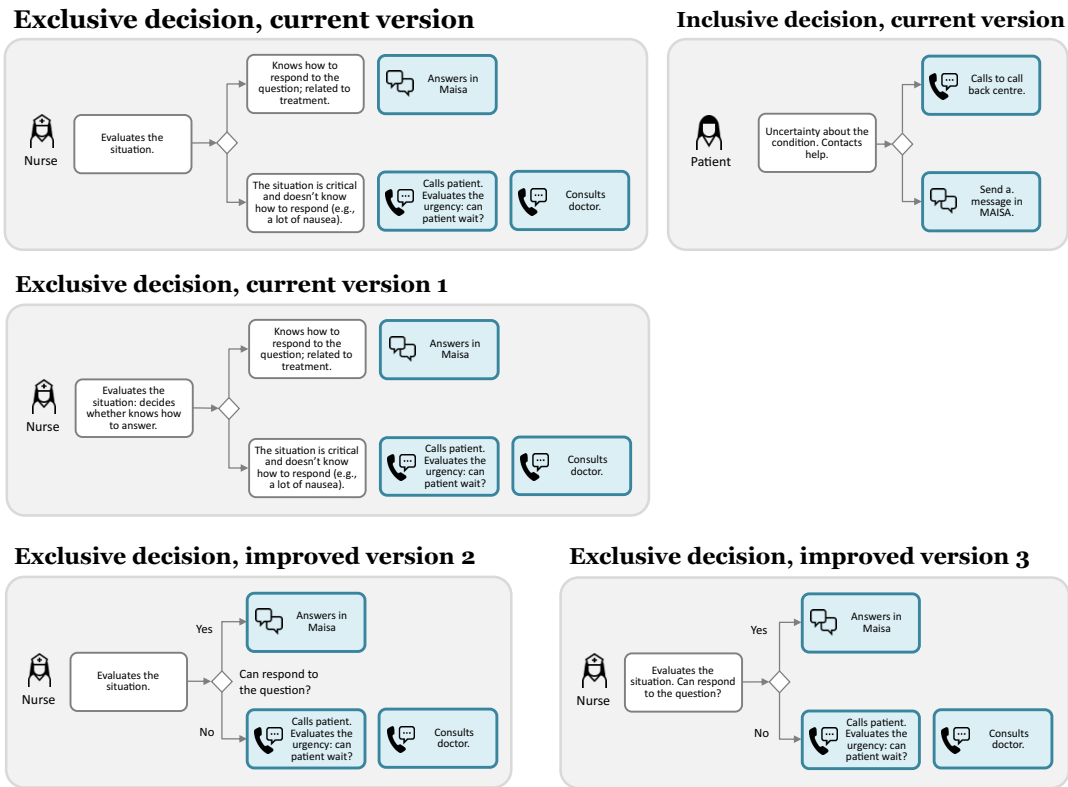 Exclusive decision, current version
Knows how to
respond to the
question; related to
treatment.
Answers in
Maisa
Nurse
Evaluates the
situation.
The situation is critical
and doesn't know
how to respond (e.g.,
a lot of nausea).
Calls patient.
Evaluates the
urgency: can
patient wait?
Consults
doctor.
Inclusive decision, current version
Calls to call
back centre.
Patient
Uncertainty about the
condition. Contacts
help.
Send a.
message in
MAISA.
Exclusive decision, current version 1
Knows how to
respond to the
question; related to
treatment.
Answers in
Maisa
Nurse
Evaluates the
situation: decides
whether knows how
to answer.
The situation is critical
and doesn't know
how to respond (e.g.,
a lot of nausea).
Calls patient.
Evaluates the
urgency: can
patient wait?
Consults
doctor.
Exclusive decision, improved version 2
Answers in
Maisa
Yes
Nurse
Evaluates the
situation.
Can respond to
the question?
No
Calls patient.
Evaluates the
urgency: can
patient wait?
Consults
doctor.
Exclusive decision, improved version 3
Answers in
Maisa
Yes
Nurse
Evaluates the
situation. Can respond
to the question?
No
Calls patient.
Evaluates the
urgency: can
patient wait?
Consults
doctor.